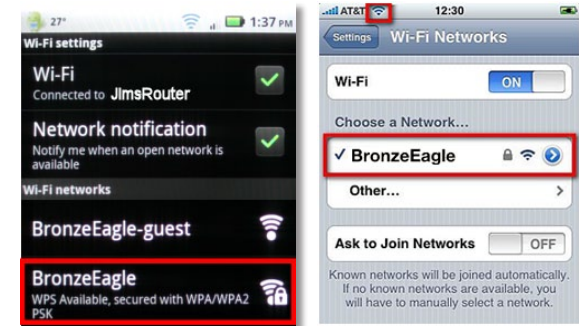 27°
1:37 PM
Wi-Fi settings
Wi-Fi
Connected to JimsRouter
Network notification
Notify me when an open network is
available
Wi-Fi networks
BronzeEagle-guest
BronzeEagle
WPS Available, secured with WPA/WPA2
PSK
AT&T
12:30
Settings
Wi-Fi Networks
Wi-Fi
ON
Choose a Network...
BronzeEagle
Other...
Ask to Join Networks
OFF
Known networks will be joined automatically.
If no known networks are available, you
will have to manually select a network.